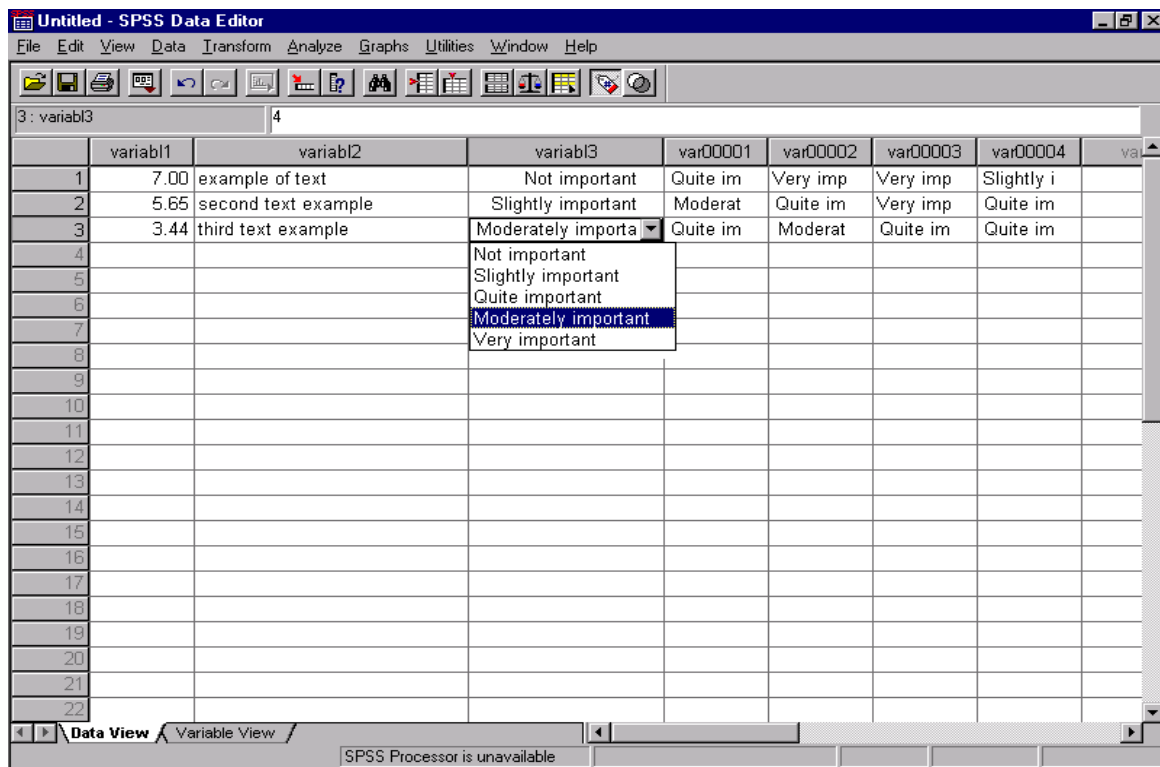 Untitled - SPSS Data Editor
File Edit View Data Transform Analyze Graphs Utilities Window Help
3 : variabl3 4
variabl1 variabl2 variabl3 var00001 var00002 var00003 var00004 va
1 7.00 example of text Not important Quite im Very imp Very imp Slightly i
2 5.65 second text example Slightly important Moderat Quite im Very imp Quite im
3 3.44 third text example Moderately importa Quite im Moderat Quite im Quite im
4 Not important
5 Slightly important
6 Quite important
7 Moderately important
8 Very important
9
10
11
12
13
14
15
16
17
18
19
20
21
22
Data View Variable View
SPSS Processor is unavailable